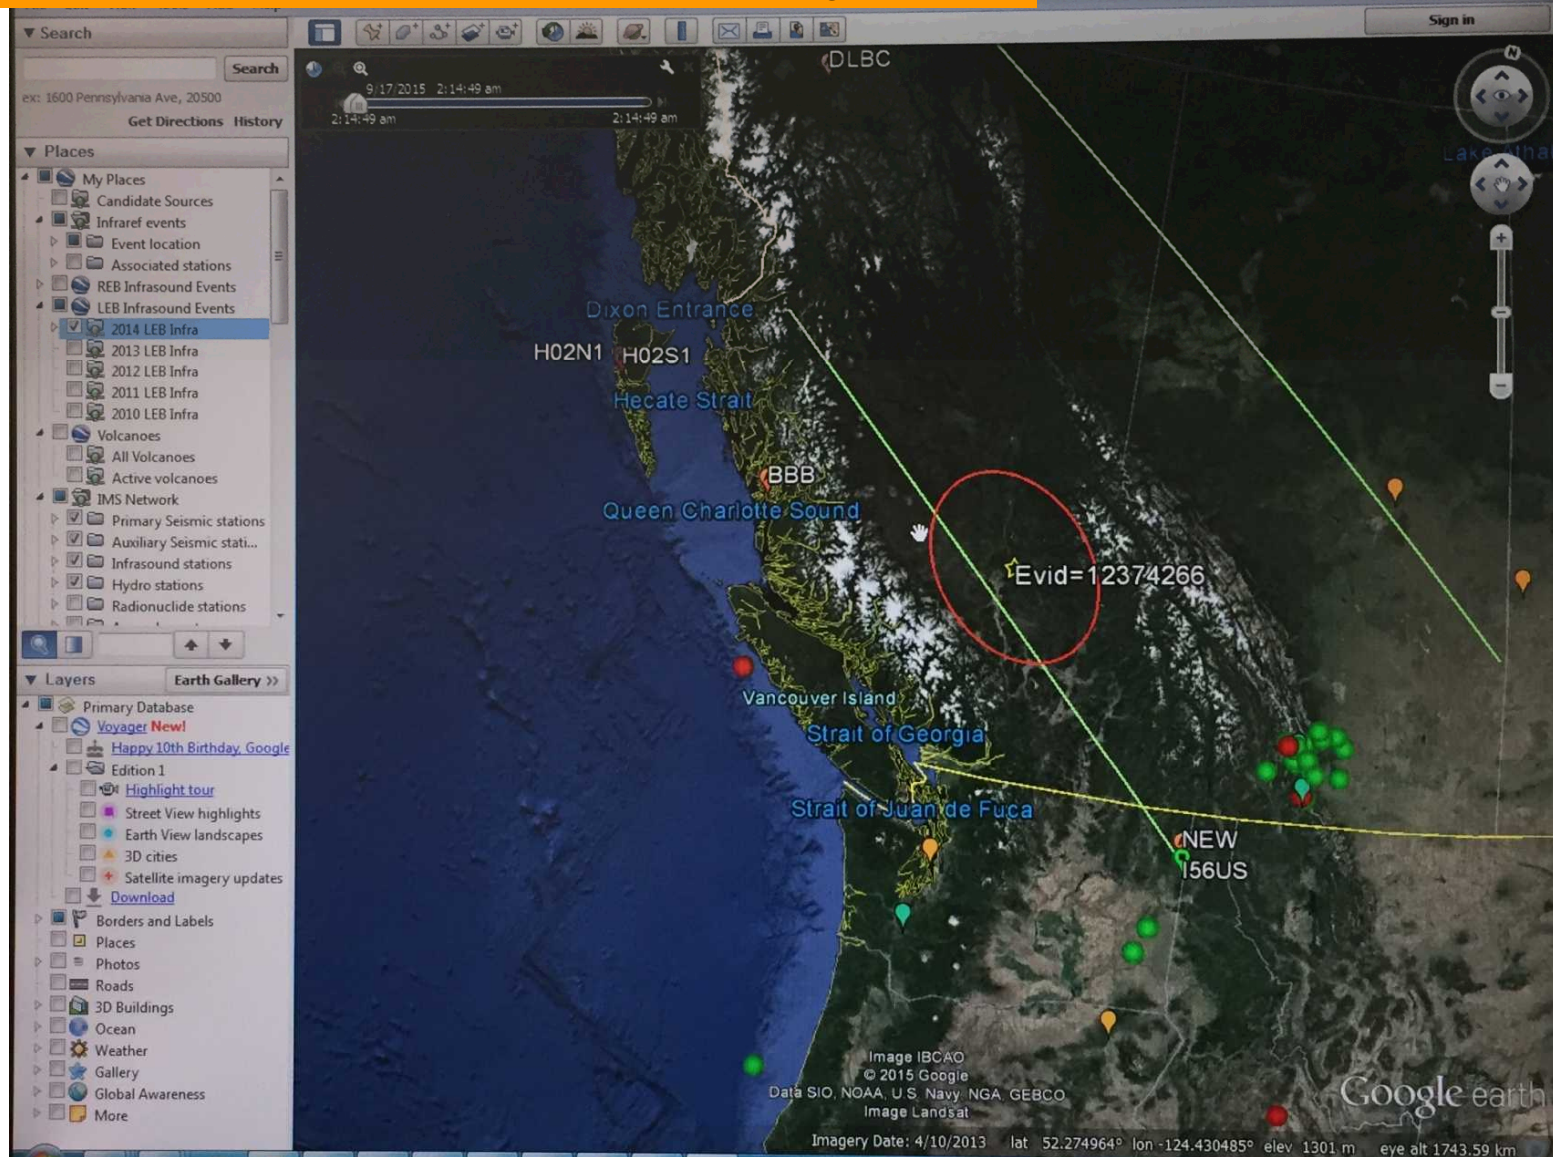 Sign in
Search
Search
ex: 1600 Pennsylvania Ave, 20500
Get Directions History
Places
My Places
Candidate Sources
Infraref events
Event location
Associated stations
REB Infrasound Events
LEB Infrasound Events
2014 LEB Infra
2013 LEB Infra
2012 LEB Infra
2011 LEB Infra
2010 LEB Infra
Volcanoes
All Volcanoes
Active volcanoes
IMS Network
Primary Seismic stations
Auxiliary Seismic stati...
Infrasound stations
Hydro stations
Radionuclide stations
Layers
Earth Gallery >>
Primary Database
Voyager New!
Happy 10th Birthday, Google
Edition 1
Highlight tour
Street View highlights
Earth View landscapes
3D cities
Satellite imagery updates
Download
Borders and Labels
Places
Photos
Roads
3D Buildings
Ocean
Weather
Gallery
Global Awareness
More
9/17/2015 2:14:49 am
2:14:49 am
2:14:49 am
DLBC
N
Dixon Entrance
H02N1 H02S1
Hecate Strait
BBB
Queen Charlotte Sound
Evid=12374266
Vancouver Island
Strait of Georgia
Strait of Juan de Fuca
NEW
I56US
Image IBCAO
© 2015 Google
Data SIO, NOAA, U.S. Navy, NGA, GEBCO
Image Landsat
Google earth
Imagery Date: 4/10/2013 lat 52.274964° lon -124.430485° elev 1301 m eye alt 1743.59 km